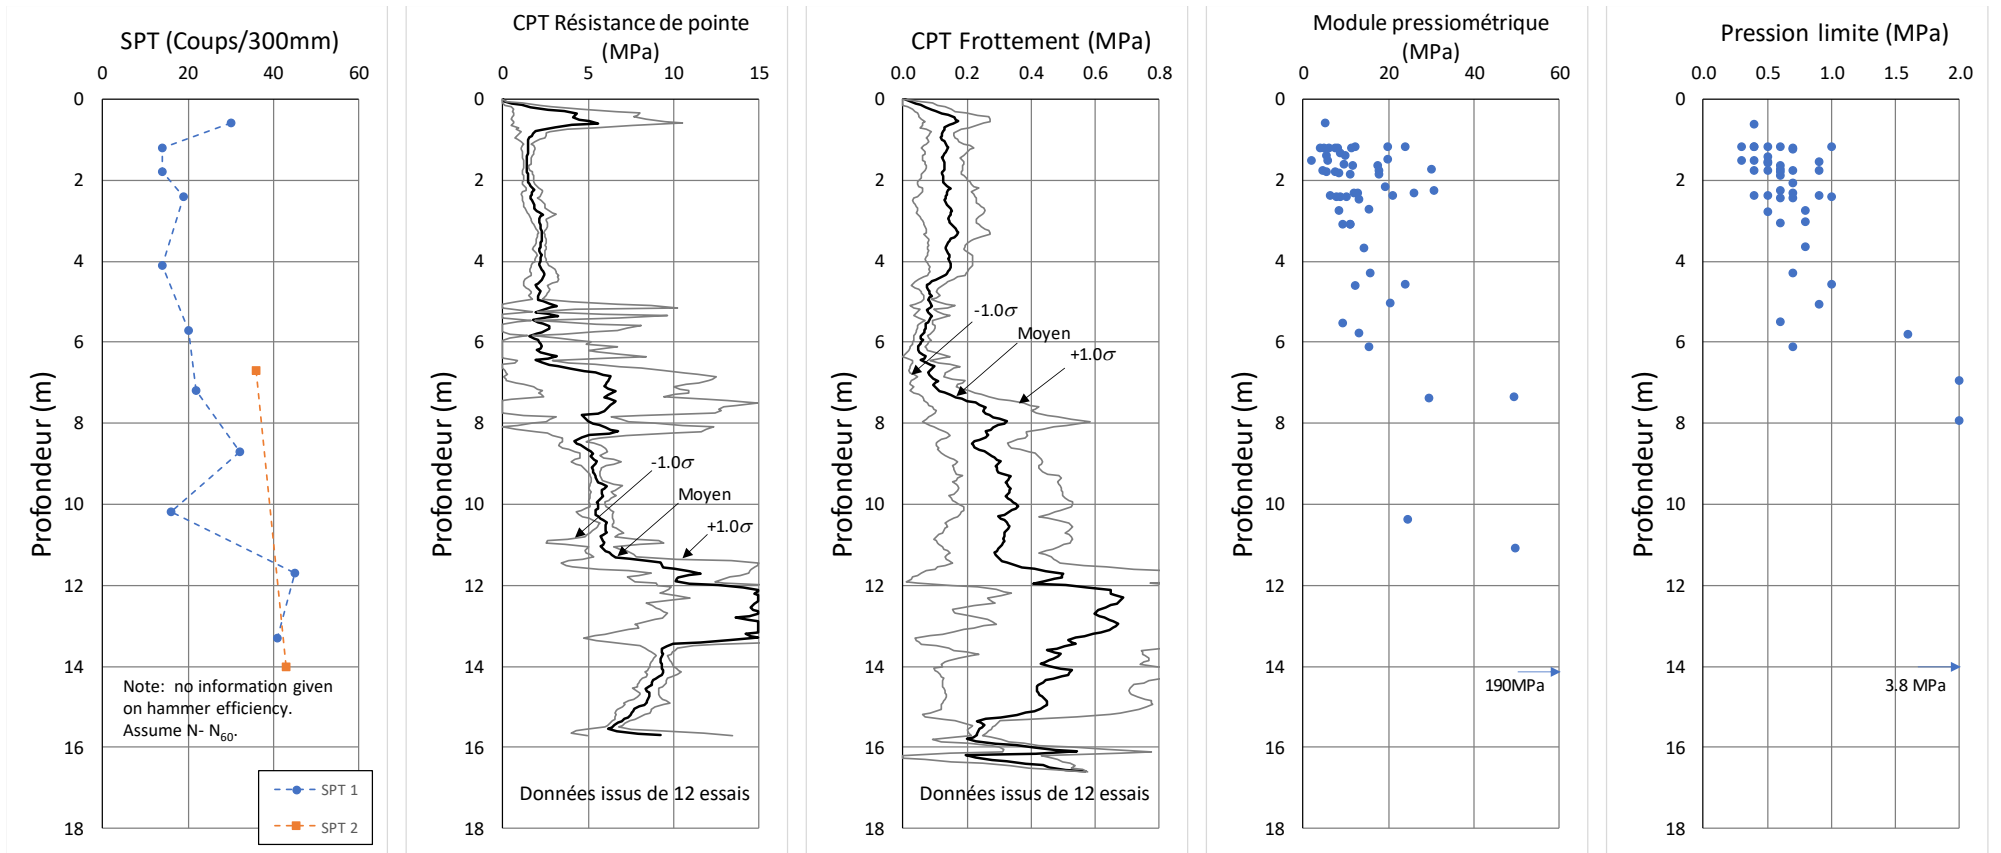 SPT (Coups/300mm)
0 20 40 60
0
2
4
6
8
10
12
14
16
18
Profondeur (m)
Note: no information given
on hammer efficiency.
Assume N- N60.
SPT 1
SPT 2
CPT Résistance de pointe
(MPa)
0 5 10 15
0
2
4
6
8
10
12
14
16
18
Profondeur (m)
-1.0σ
Moyen
+1.0σ
Données issus de 12 essais
CPT Frottement (MPa)
0.0 0.2 0.4 0.6 0.8
0
2
4
6
8
10
12
14
16
18
Profondeur (m)
-1.0σ
Moyen
+1.0σ
Données issus de 12 essais
Module pressiométrique
(MPa)
0 20 40 60
0
2
4
6
8
10
12
14
16
18
Profondeur (m)
190MPa
Pression limite (MPa)
0.0 0.5 1.0 1.5 2.0
0
2
4
6
8
10
12
14
16
18
Profondeur (m)
3.8 MPa